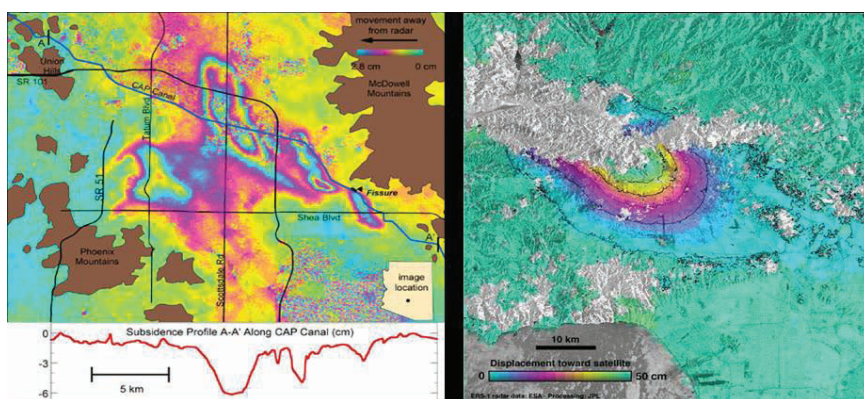 movement away
from radar
2.8 cm 0 cm
A
Union
Hills
SR 101
CAP Canal
Tatum Blvd
McDowell
Mountains
Fissure
SR 51
Shea Blvd
A'
Phoenix
Mountains
Scottsdale Rd
image
location
Subsidence Profile A-A' Along CAP Canal (cm)
0
-3
-6
5 km
10 km
Displacement toward satellite
0 50 cm
ERS-1 radar data: ESA Processing: JPL